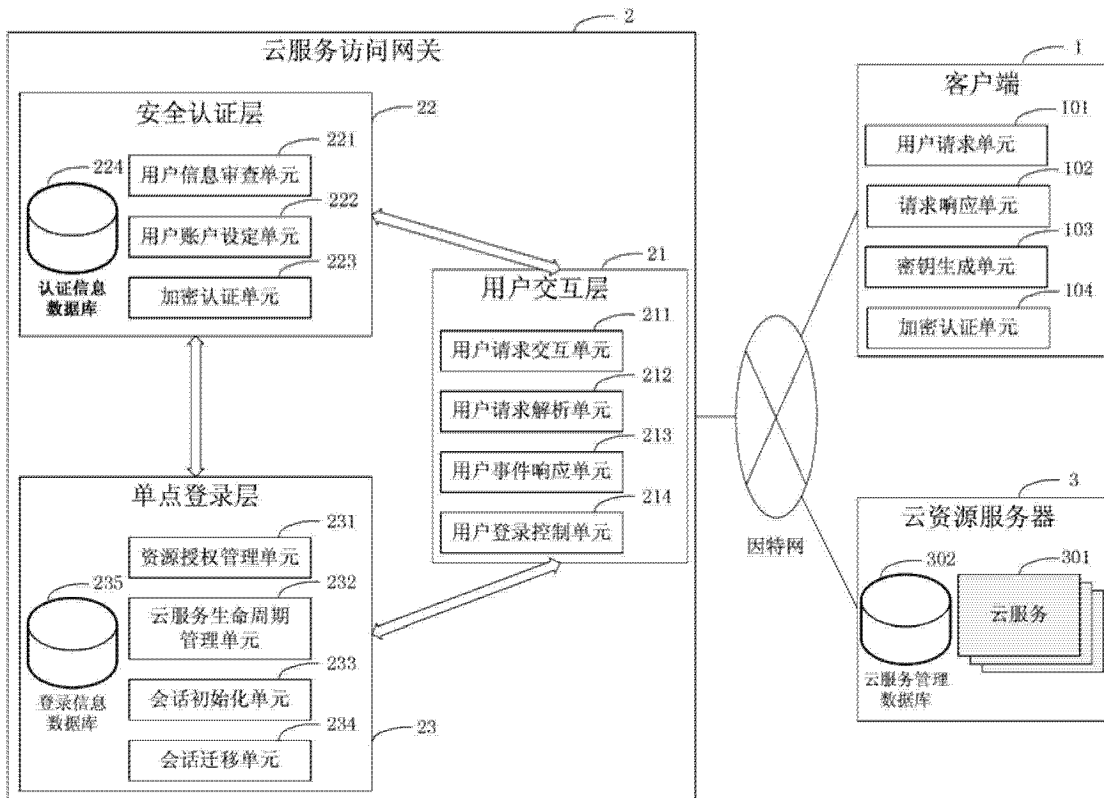 2
云服务访问网关
安全认证层
22
221
224
用户信息审查单元
222
用户账户设定单元
223
加密认证单元
认证信息
数据库
21
用户交互层
211
用户请求交互单元
212
用户请求解析单元
213
用户事件响应单元
214
用户登录控制单元
单点登录层
231
资源授权管理单元
235
232
云服务生命周期
管理单元
233
会话初始化单元
登录信息
数据库
234
23
会话迁移单元
因特网
1
客户端
101
用户请求单元
102
请求响应单元
103
密钥生成单元
104
加密认证单元
3
云资源服务器
302
301
云服务
云服务管理
数据库